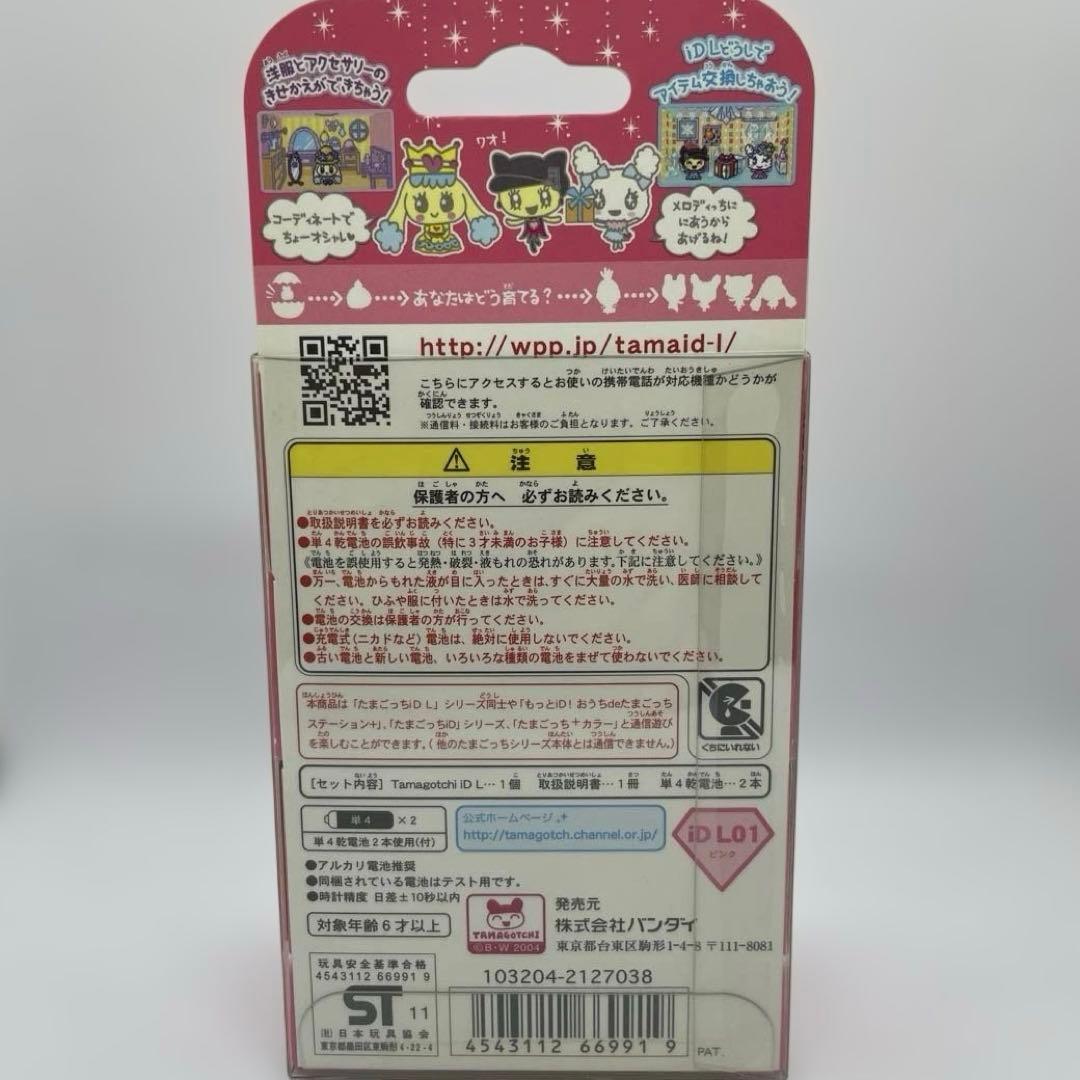 洋服とアクセサリーの
きせかえができちゃう!
iD Lどうしで
アイテム交換しちゃおう!
ワオ!
コーディネートで
ちょーオシャレ♥
メロディっちに
にあうから
あげるね!
あなたはどう育てる?
http://wpp.jp/tamaid-l/
こちらにアクセスするとお使いの携帯電話が対応機種かどうかが
確認できます。
※通信料・接続料はお客様のご負担となります。ご了承ください。
⚠ 注意
保護者の方へ 必ずお読みください。
●取扱説明書を必ずお読みください。
●単4乾電池の誤飲事故(特に3才未満のお子様)に注意してください。
《電池を誤使用すると発熱・破裂・液もれの恐れがあります。下記に注意してください。》
●万一、電池からもれた液が目に入ったときは、すぐに大量の水で洗い、医師に相談して
ください。ひふや服に付いたときは水で洗ってください。
●電池の交換は保護者の方が行ってください。
●充電式(ニカドなど)電池は、絶対に使用しないでください。
●古い電池と新しい電池、いろいろな種類の電池をまぜて使わないでください。
本商品は「たまごっちiD L」シリーズ同士や「もっとiD!おうちdeたまごっち
ステーション+」、「たまごっちiD」シリーズ、「たまごっち+カラー」と通信遊び
を楽しむことができます。(他のたまごっちシリーズ本体とは通信できません。)
くちにいれない
[セット内容] Tamagotchi iD L…1個 取扱説明書…1冊 単4乾電池…2本
単4 ×2
単4乾電池2本使用(付)
公式ホームページ
http://tamagotch.channel.or.jp/
iD L01
ピンク
●アルカリ電池推奨
●同梱されている電池はテスト用です。
●時計精度 日差±10秒以内
対象年齢6才以上
TAMAGOTCHI
©B・W 2004
発売元
株式会社バンダイ
東京都台東区駒形1-4-8 〒111-8081
玩具安全基準合格
4543112 66991 9
ST 11
(社)日本玩具協会
東京都墨田区東駒形4-22-4
103204-2127038
4543112 669919
PAT.